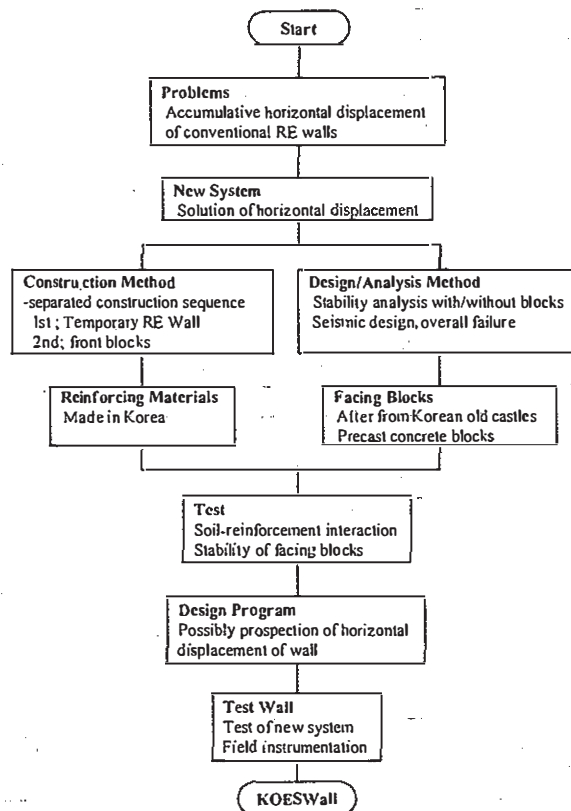 Start
Problems
Accumulative horizontal displacement
of conventional RE walls
New System
Solution of horizontal displacement
Construction Method
-separated construction sequence
1st ; Temporary RE Wall
2nd; front blocks
Design/Analysis Method
Stability analysis with/without blocks
Seismic design, overall failure
Reinforcing Materials
Made in Korea
Facing Blocks
After from Korean old castles
Precast concrete blocks
Test
Soil-reinforcement interaction
Stability of facing blocks
Design Program
Possibly prospection of horizontal
displacement of wall
Test Wall
Test of new system
Field instrumentation
KOESWall